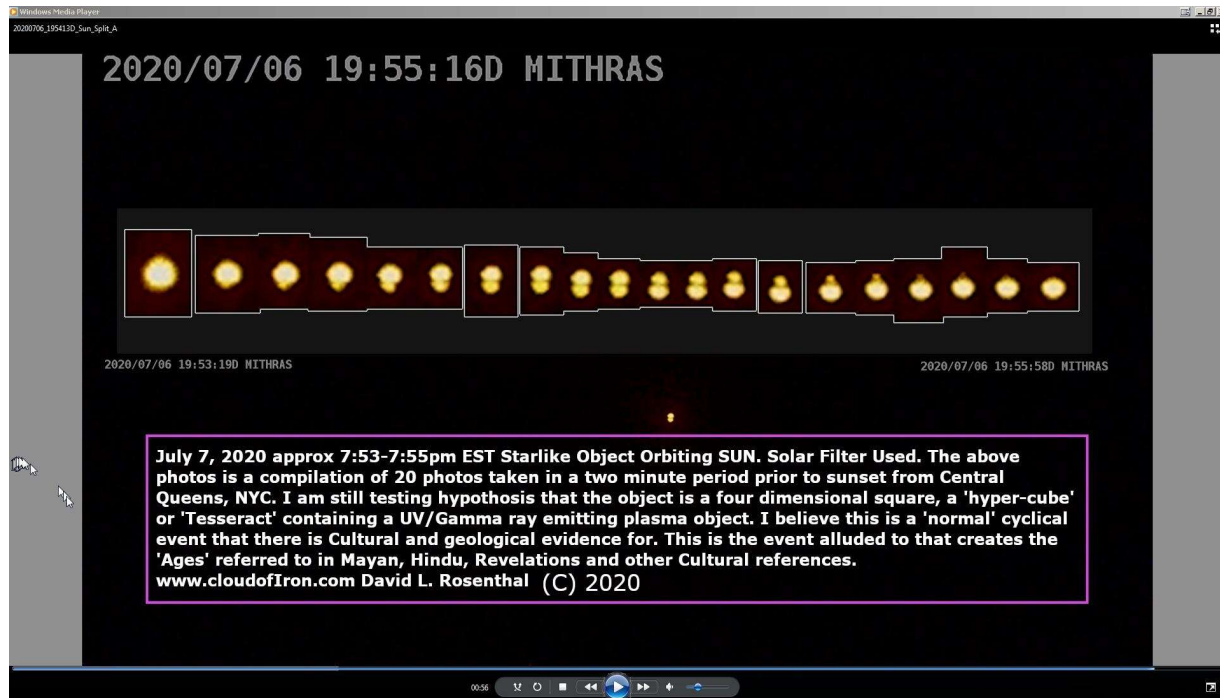 Windows Media Player
20200706_195413D_Sun_Split_A
2020/07/06 19:55:16D MITHRAS
2020/07/06 19:53:19D MITHRAS
2020/07/06 19:55:58D MITHRAS
July 7, 2020 approx 7:53-7:55pm EST Starlike Object Orbiting SUN. Solar Filter Used. The above
photos is a compilation of 20 photos taken in a two minute period prior to sunset from Central
Queens, NYC. I am still testing hypothesis that the object is a four dimensional square, a 'hyper-cube'
or 'Tesseract' containing a UV/Gamma ray emitting plasma object. I believe this is a 'normal' cyclical
event that there is Cultural and geological evidence for. This is the event alluded to that creates the
'Ages' referred to in Mayan, Hindu, Revelations and other Cultural references.
www.cloudofIron.com David L. Rosenthal (C) 2020
00:56